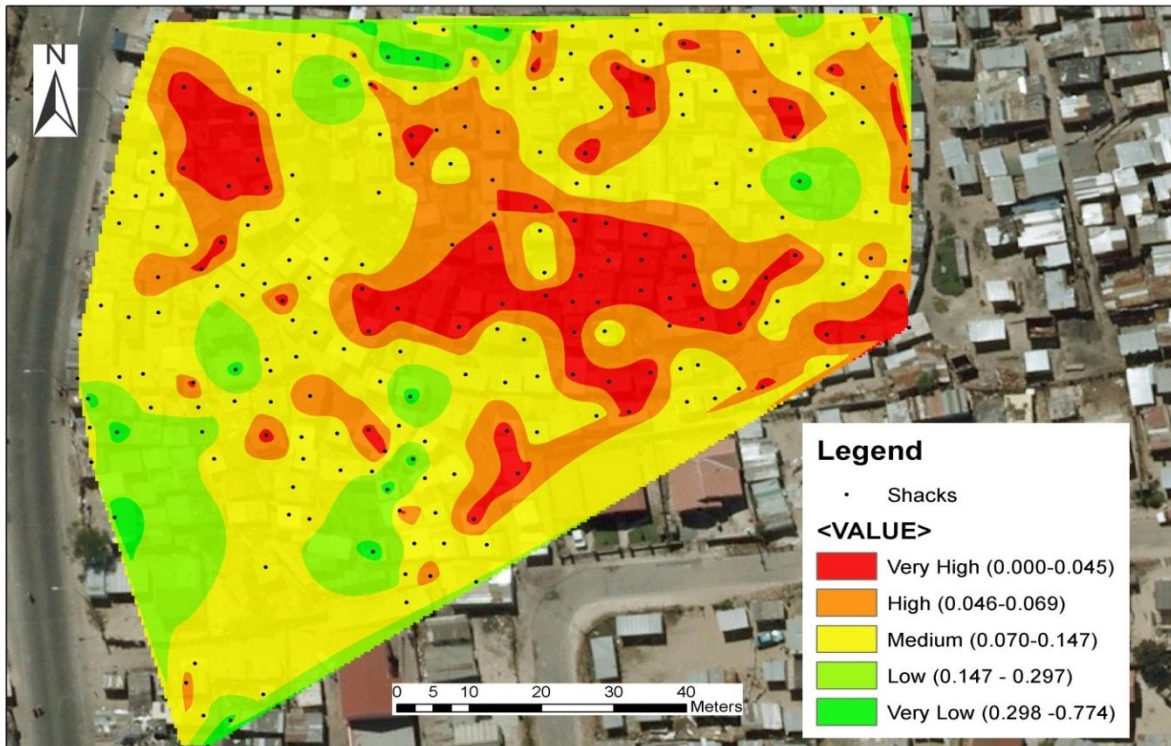 N
Legend
Shacks
<VALUE>
Very High (0.000-0.045)
High (0.046-0.069)
Medium (0.070-0.147)
Low (0.147 - 0.297)
Very Low (0.298 -0.774)
0 5 10 20 30 40
Meters